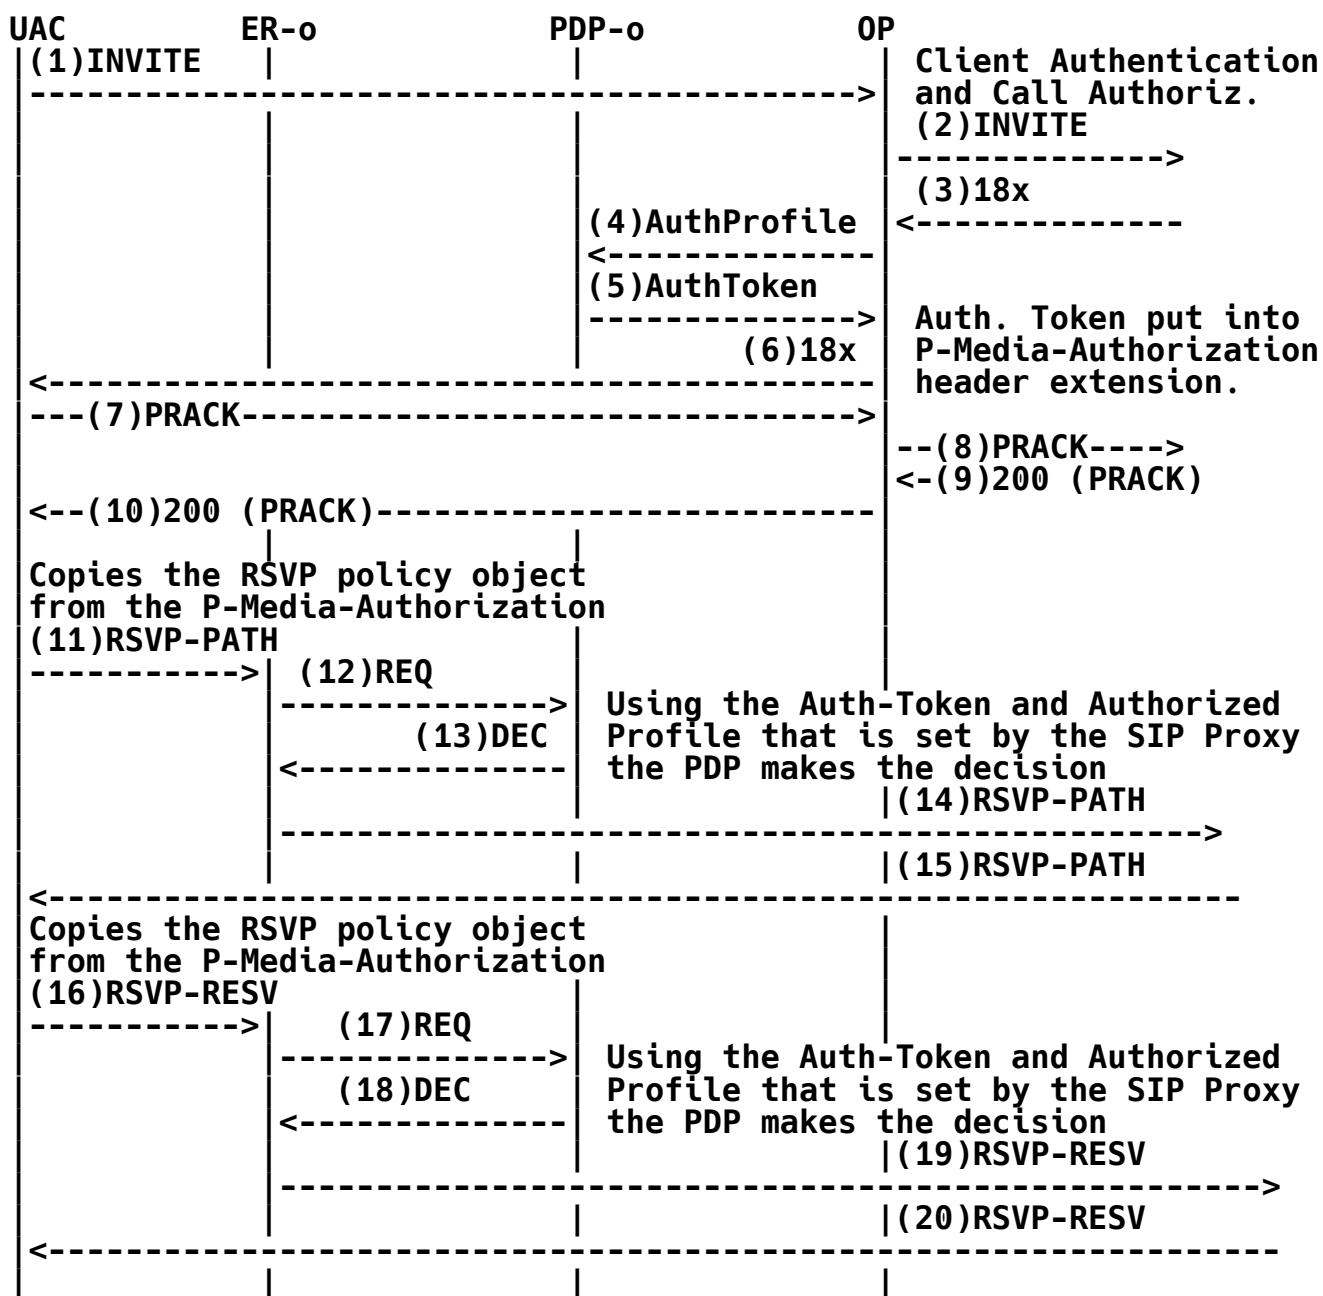 UAC ER-o PDP-o OP
(1)INVITE Client Authentication
and Call Authoriz.
(2)INVITE
(3)18x
(4)AuthProfile
(5)AuthToken
Auth. Token put into
(6)18x P-Media-Authorization
header extension.
(7)PRACK
(8)PRACK
(9)200 (PRACK)
(10)200 (PRACK)
Copies the RSVP policy object
from the P-Media-Authorization
(11)RSVP-PATH
(12)REQ
Using the Auth-Token and Authorized
(13)DEC Profile that is set by the SIP Proxy
the PDP makes the decision
(14)RSVP-PATH
(15)RSVP-PATH
Copies the RSVP policy object
from the P-Media-Authorization
(16)RSVP-RESV
(17)REQ
Using the Auth-Token and Authorized
(18)DEC Profile that is set by the SIP Proxy
the PDP makes the decision
(19)RSVP-RESV
(20)RSVP-RESV